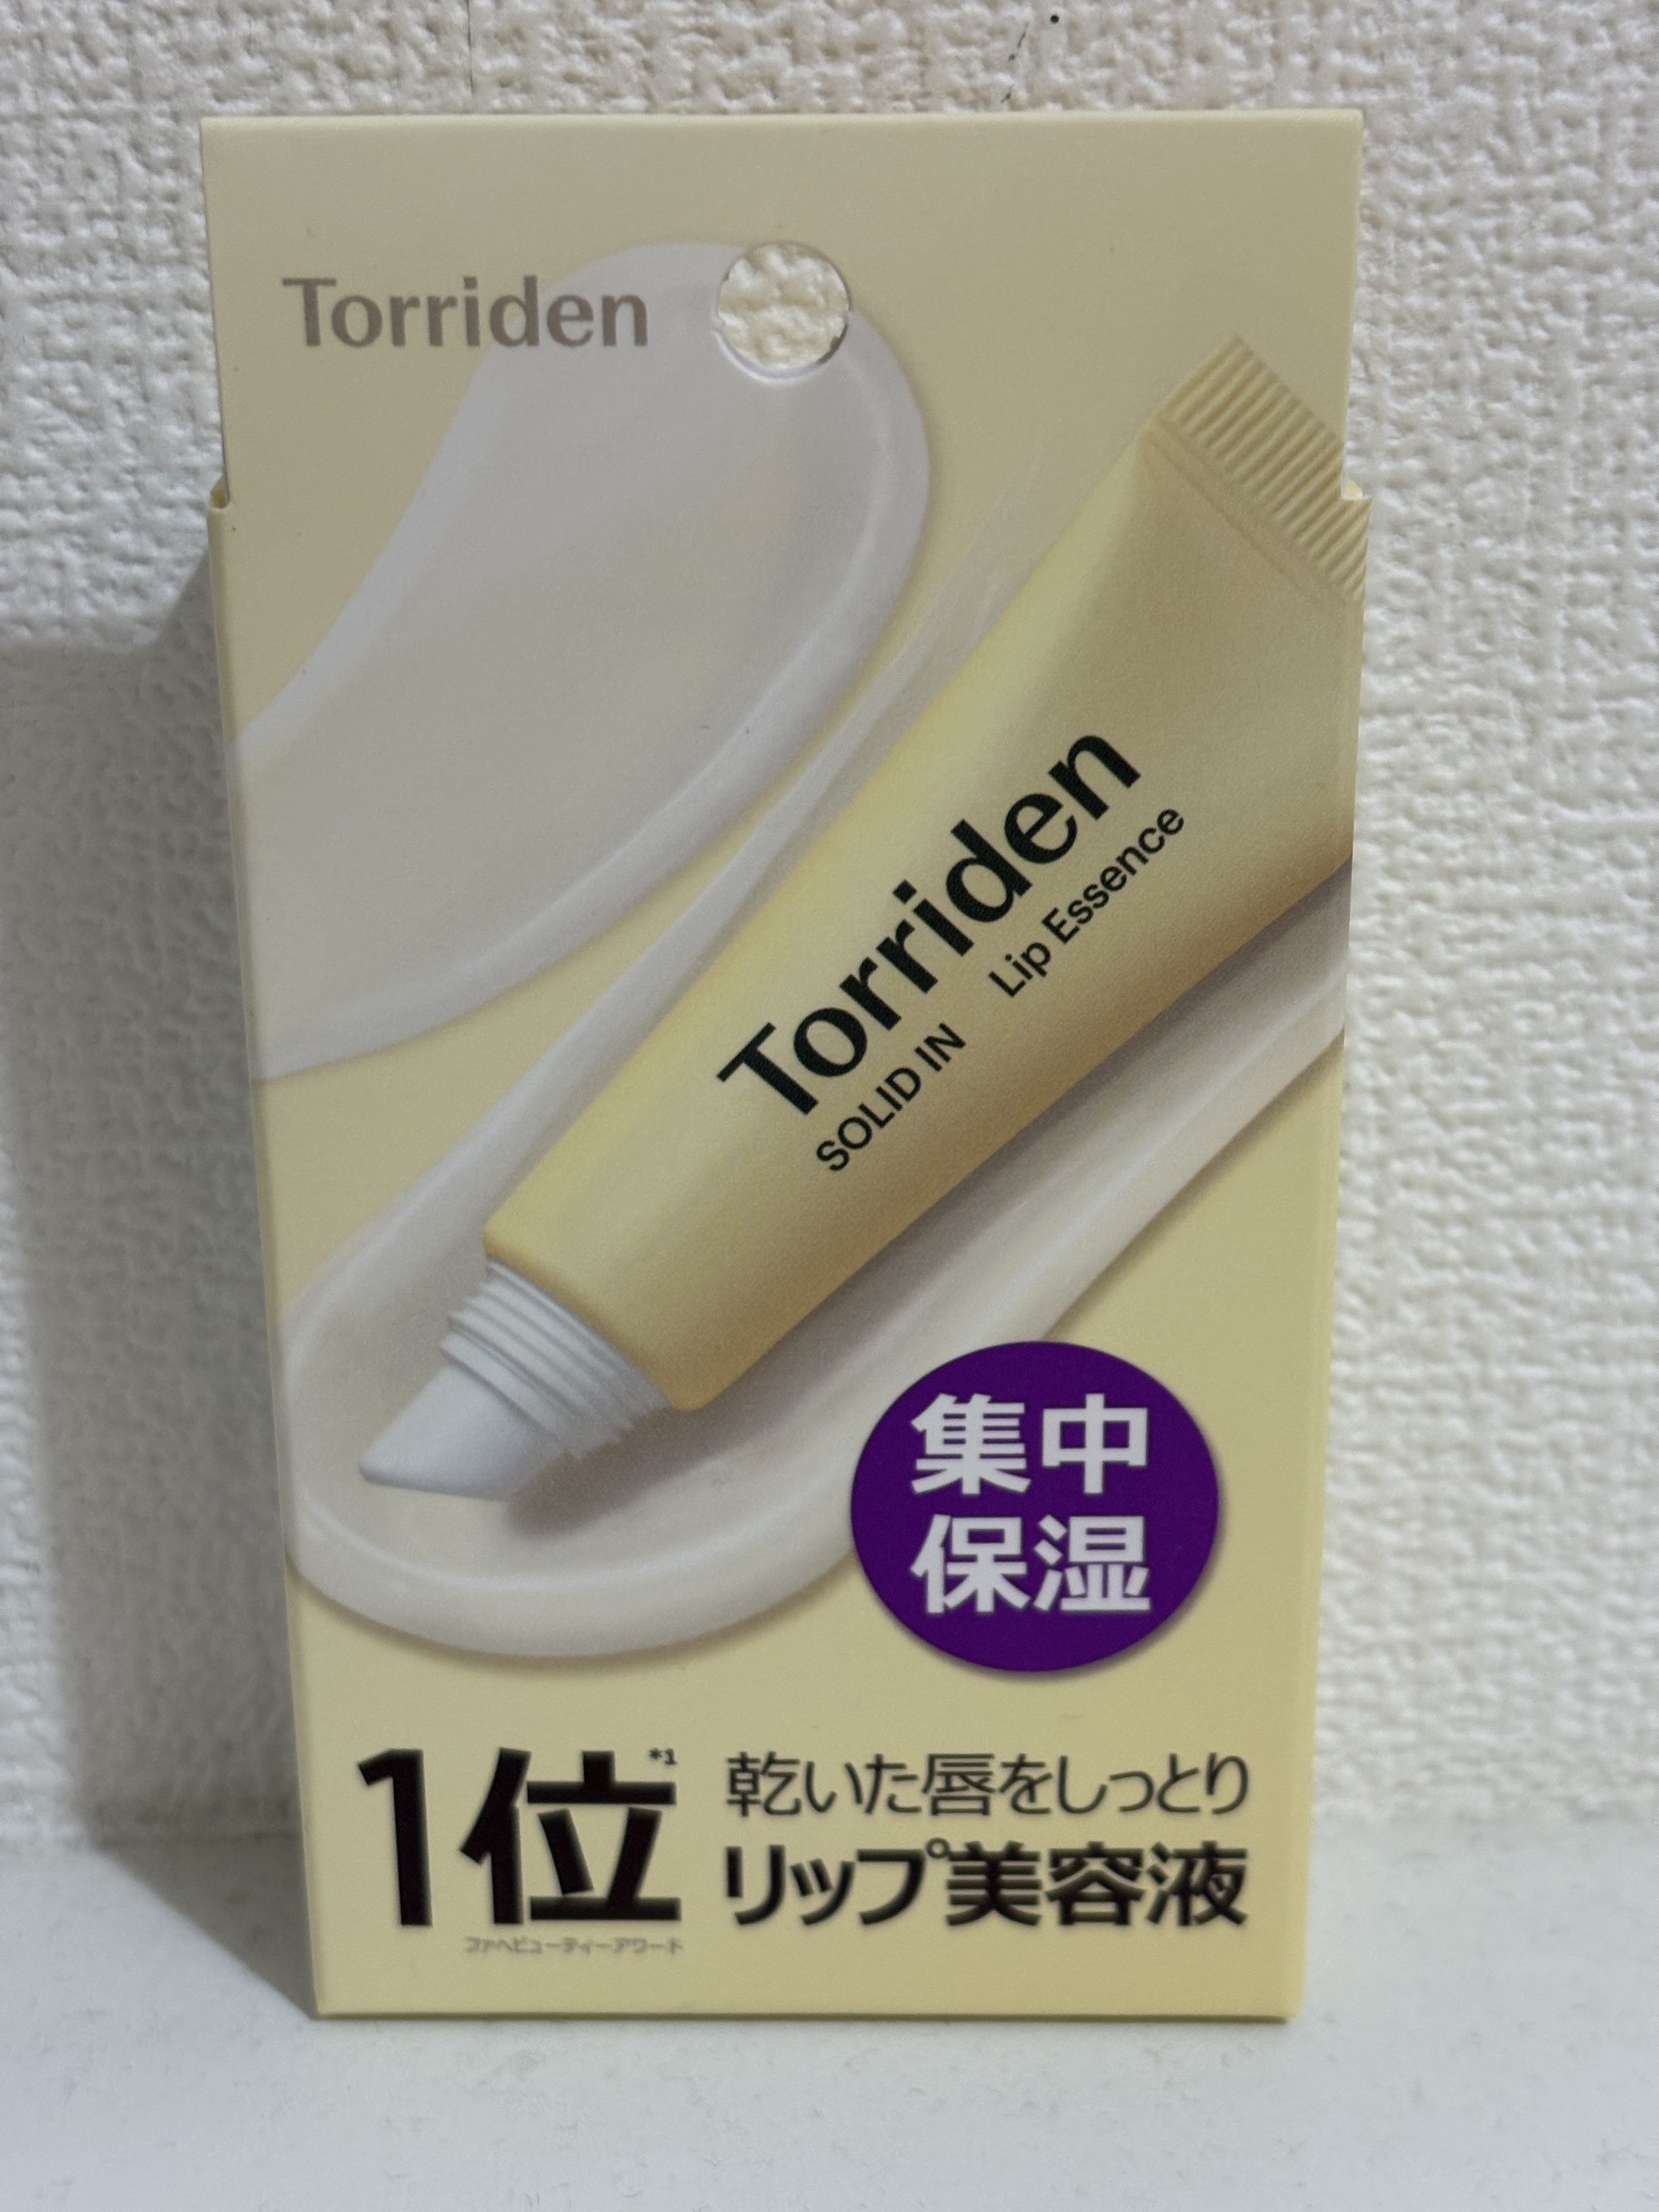 Torriden
Torriden
SOLID IN Lip Essence
集中
保湿
1位*1
乾いた唇をしっとり
リップ美容液
ファヘビューティーアワード